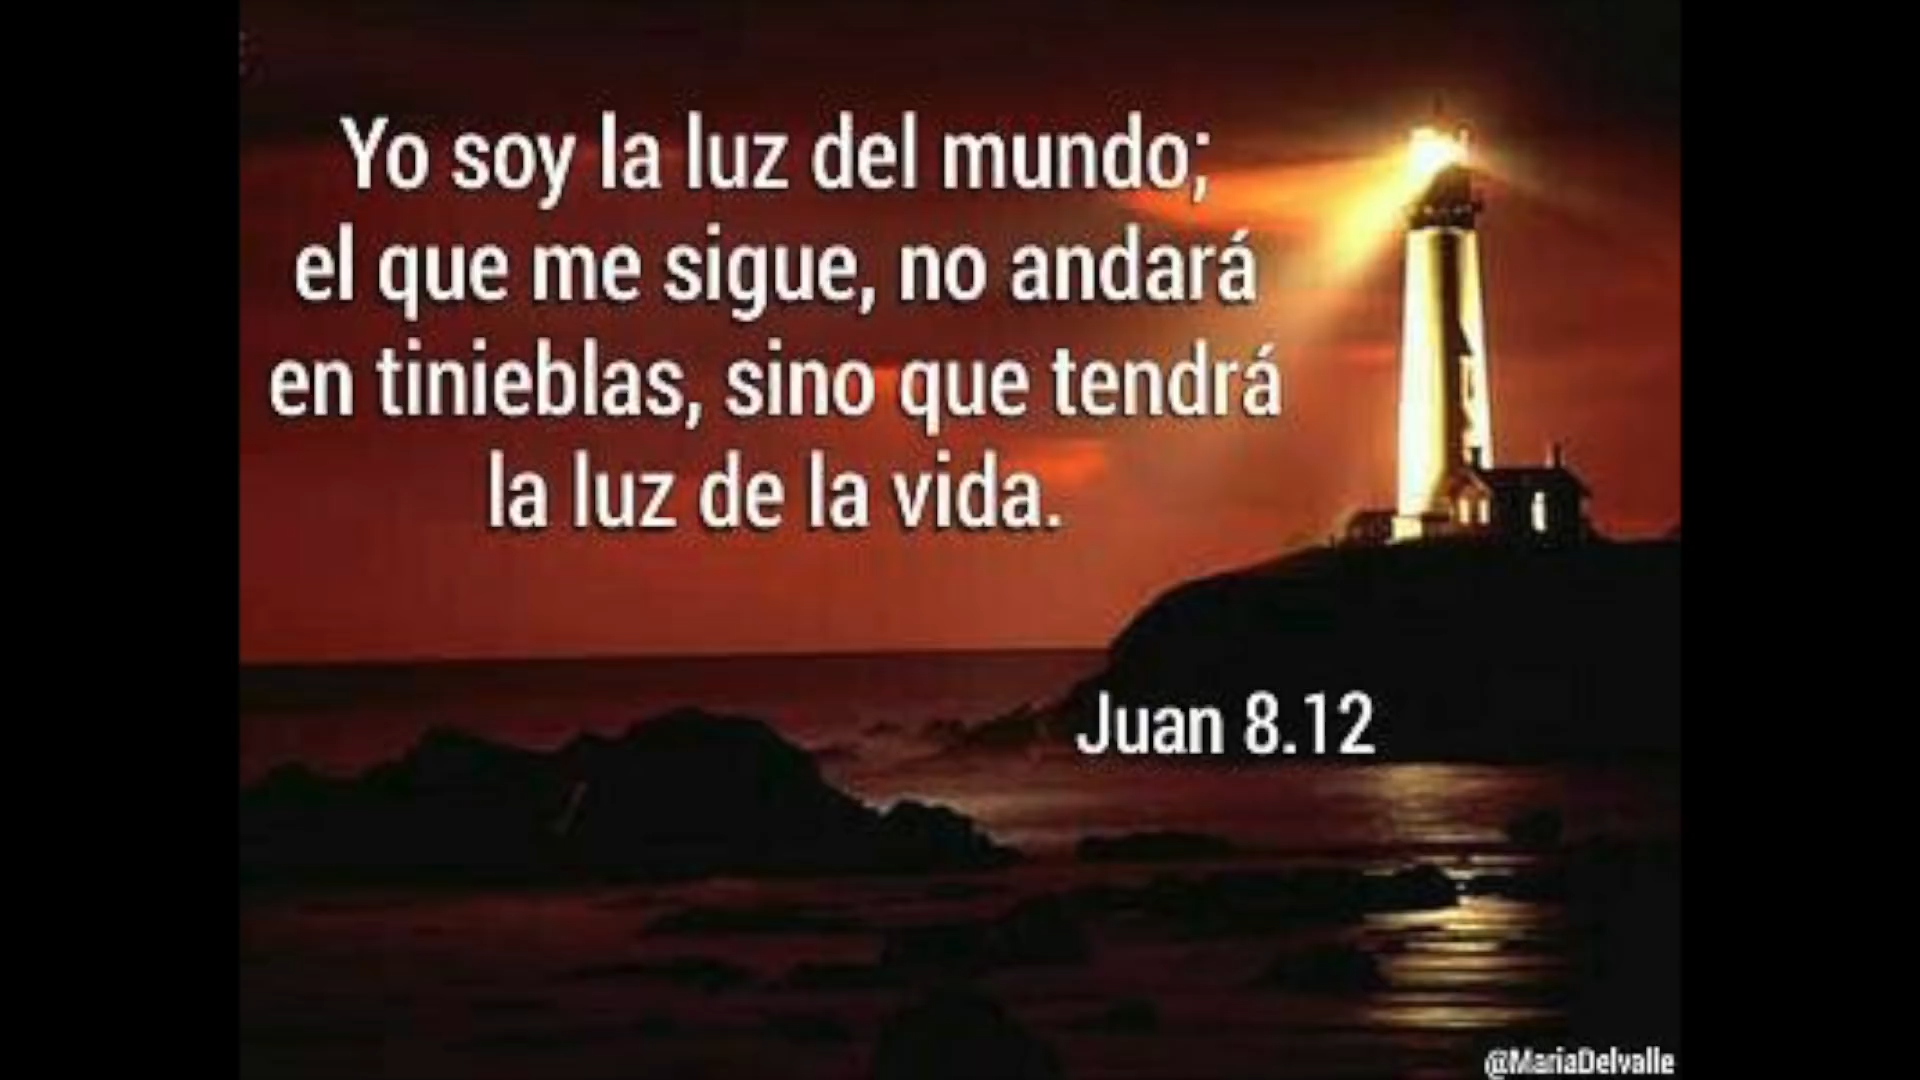 Yo soy la luz del mundo;
el que me sigue, no andará
en tinieblas, sino que tendrá
la luz de la vida.
Juan 8.12
@MariaDelvalle